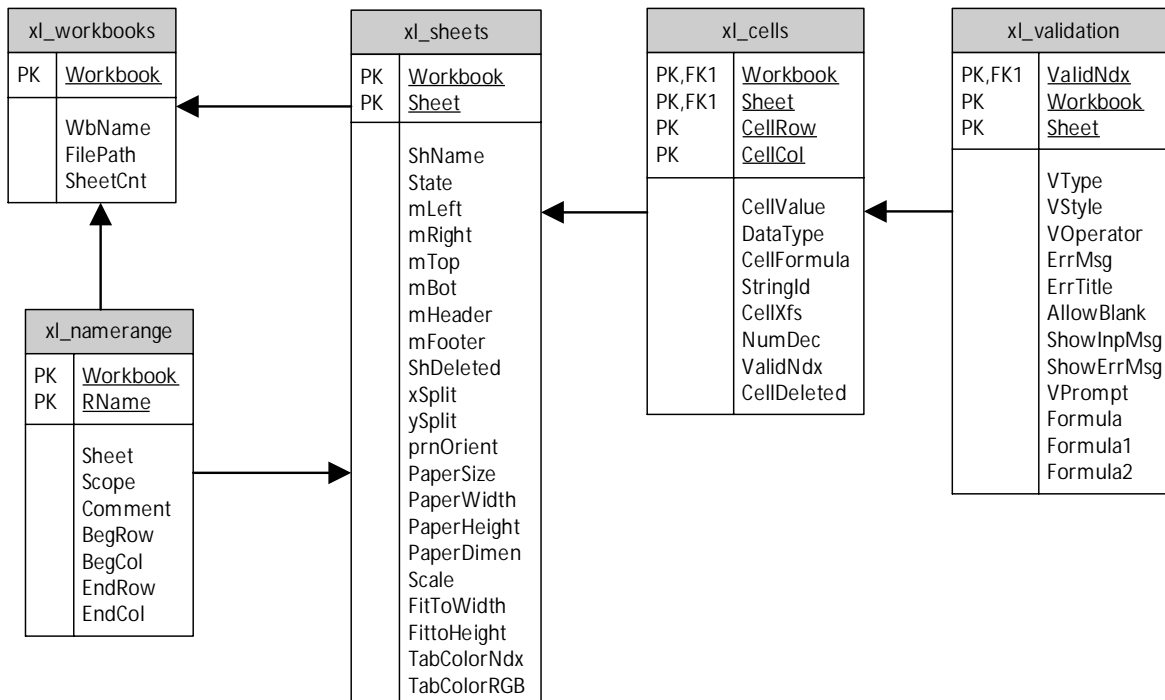 xl_workbooks
PK Workbook
WbName
FilePath
SheetCnt
xl_namerange
PK Workbook
PK RName
Sheet
Scope
Comment
BegRow
BegCol
EndRow
EndCol
xl_sheets
PK Workbook
PK Sheet
ShName
State
mLeft
mRight
mTop
mBot
mHeader
mFooter
ShDeleted
xSplit
ySplit
prnOrient
PaperSize
PaperWidth
PaperHeight
PaperDimen
Scale
FitToWidth
FittoHeight
TabColorNdx
TabColorRGB
xl_cells
PK,FK1 Workbook
PK,FK1 Sheet
PK CellRow
PK CellCol
CellValue
DataType
CellFormula
StringId
CellXfs
NumDec
ValidNdx
CellDeleted
xl_validation
PK,FK1 ValidNdx
PK Workbook
PK Sheet
VType
VStyle
VOperator
ErrMsg
ErrTitle
AllowBlank
ShowInpMsg
ShowErrMsg
VPrompt
Formula
Formula1
Formula2